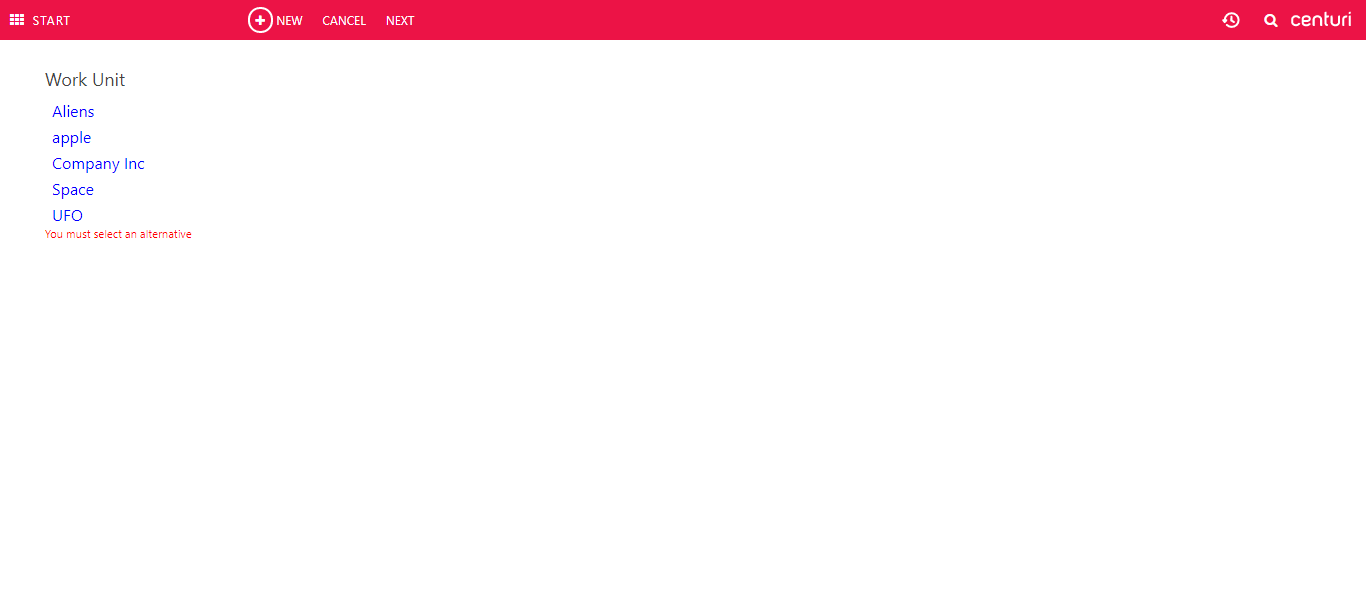 START NEW CANCEL NEXT centuri
Work Unit
Aliens
apple
Company Inc
Space
UFO
You must select an alternative